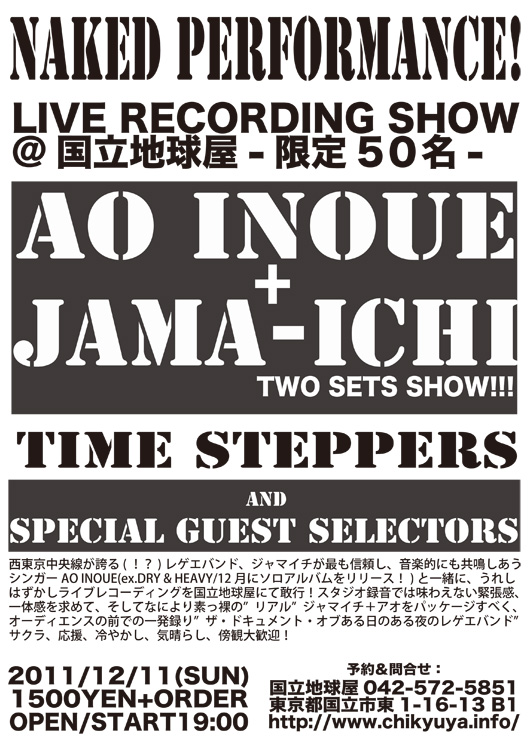 NAKED PERFORMANCE!
LIVE RECORDING SHOW
@ 国立地球屋 - 限定５０名 -
AO INOUE
+
JAMA-ICHI
TWO SETS SHOW!!!
TIME STEPPERS
AND
SPECIAL GUEST SELECTORS
西東京中央線が誇る ( ！？ ) レゲエバンド、ジャマイチが最も信頼し、音楽的にも共鳴しあう
シンガー AO INOUE(ex.DRY & HEAVY/12 月にソロアルバムをリリース！ ) と一緒に、うれし
はずかしライブレコーディングを国立地球屋にて敢行！スタジオ録音では味わえない緊張感、
一体感を求めて、そしてなにより素っ裸の” リアル” ジャマイチ＋アオをパッケージすべく、
オーディエンスの前での一発録り” ザ・ドキュメント・オブある日のある夜のレゲエバンド”
サクラ、応援、冷やかし、気晴らし、傍観大歓迎！
2011/12/11(SUN)
1500YEN+ORDER
OPEN/START19:00
予約&問合せ：
国立地球屋 042-572-5851
東京都国立市東 1-16-13 B1
http://www.chikyuya.info/